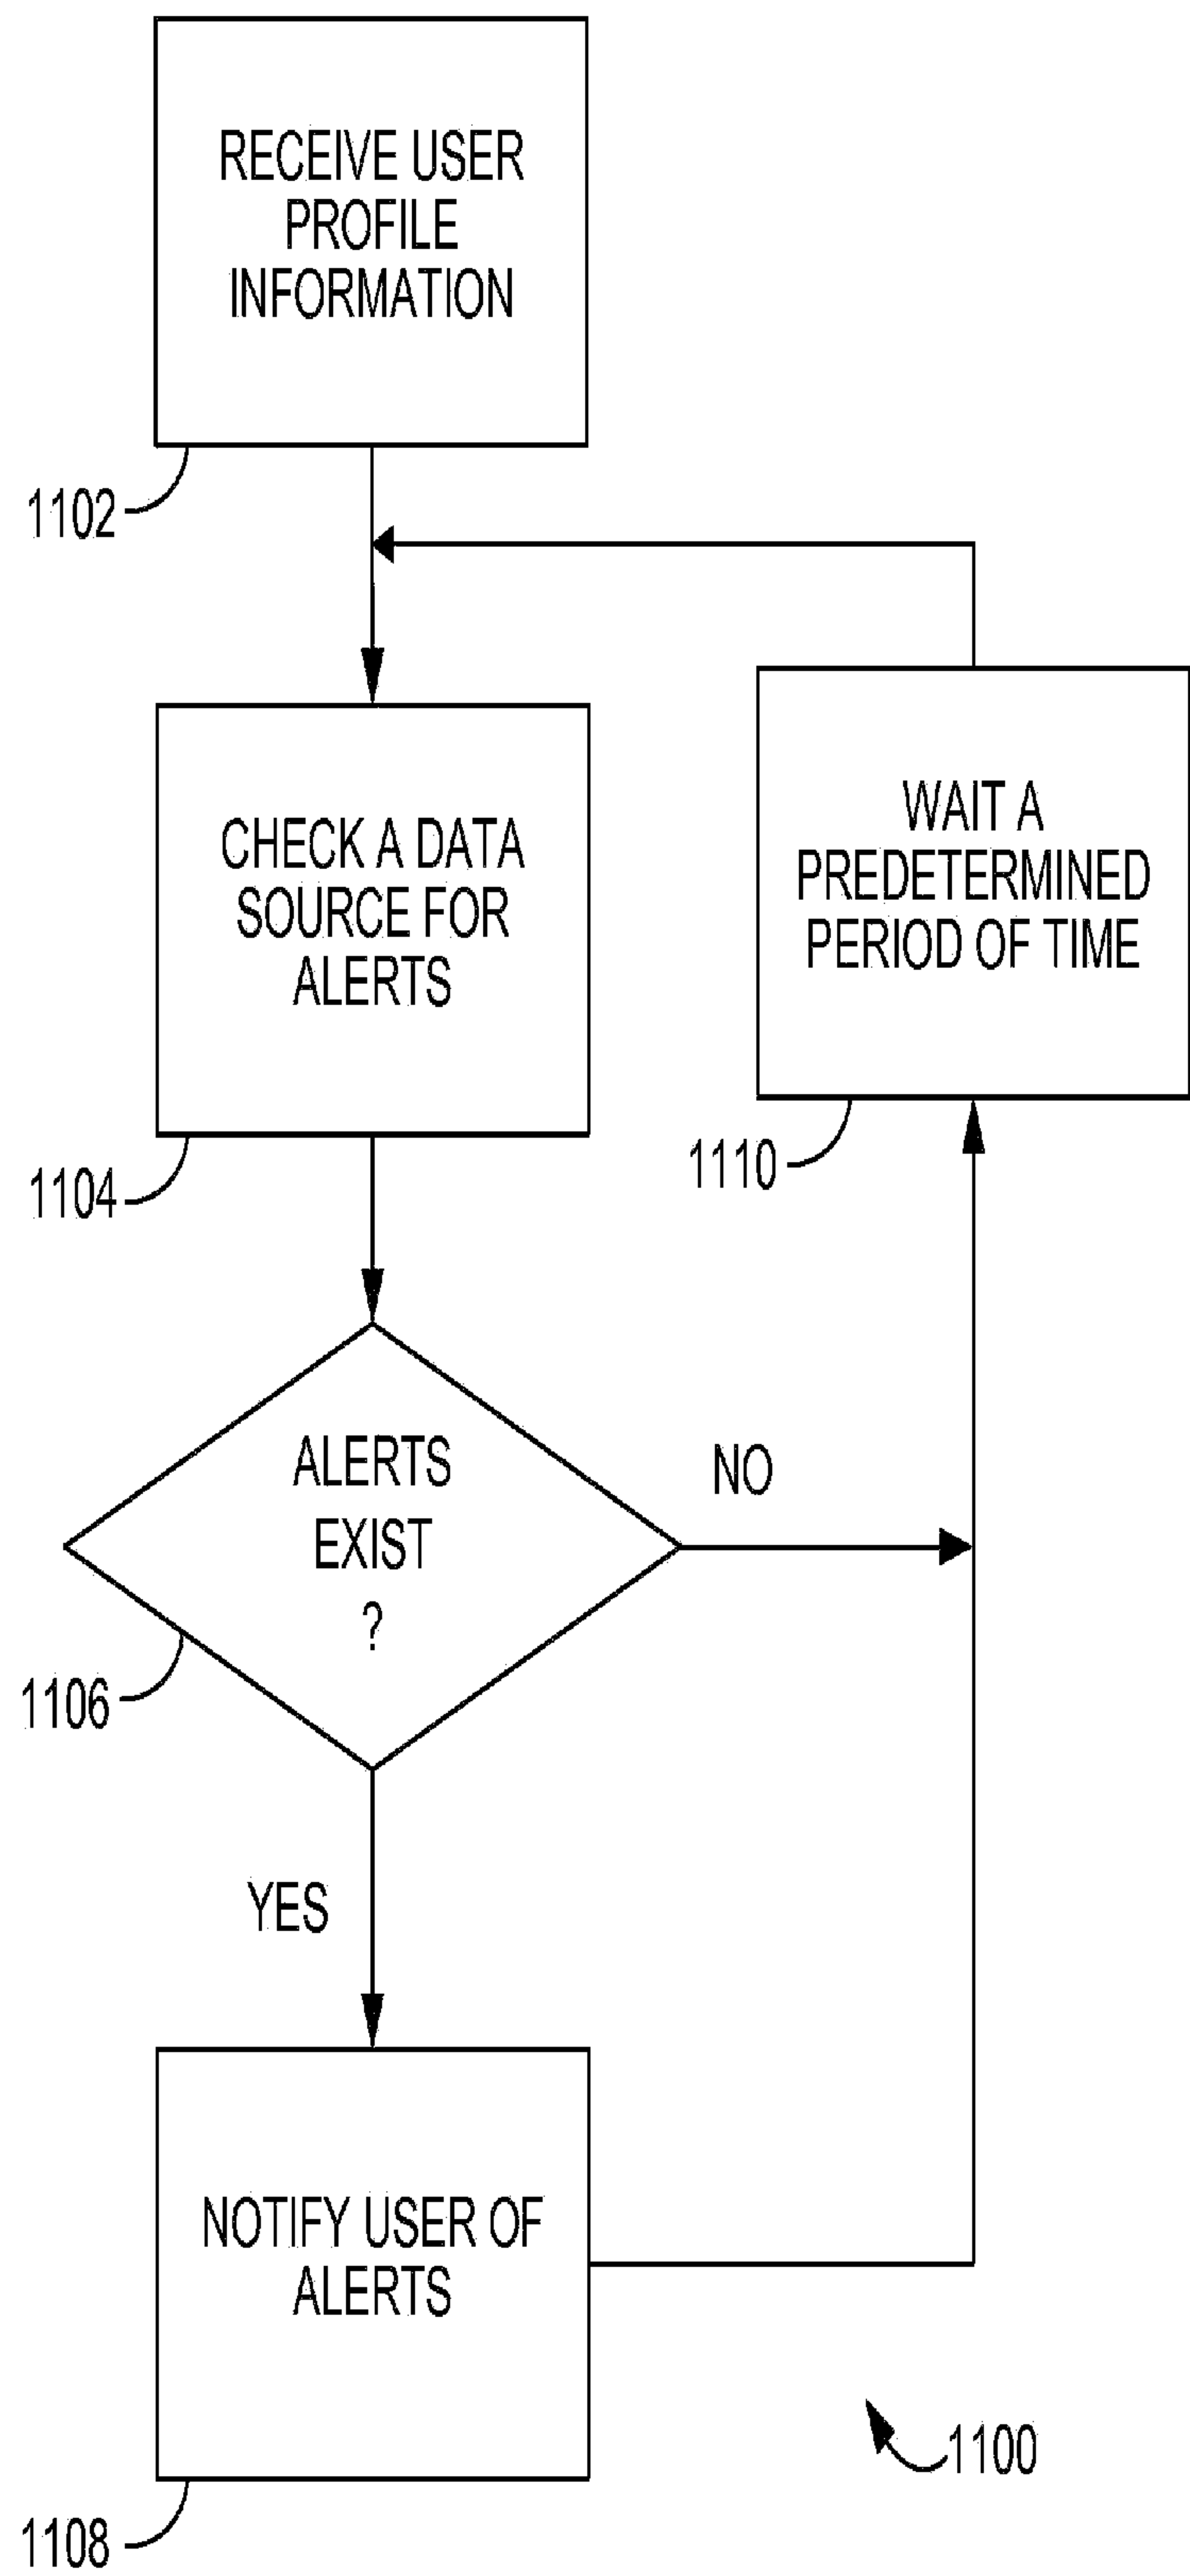 RECEIVE USER
PROFILE
INFORMATION
1102
CHECK A DATA
SOURCE FOR
ALERTS
1104
WAIT A
PREDETERMINED
PERIOD OF TIME
1110
ALERTS
EXIST
?
1106
NO
YES
NOTIFY USER OF
ALERTS
1108
1100